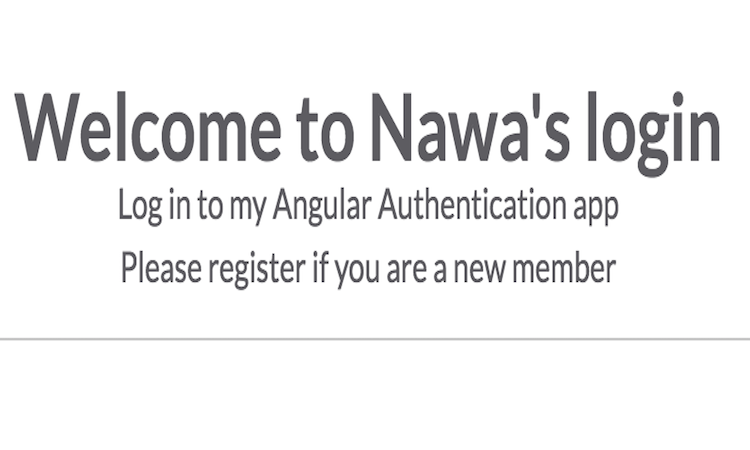 Welcome to Nawa's login
Log in to my Angular Authentication app
Please register if you are a new member